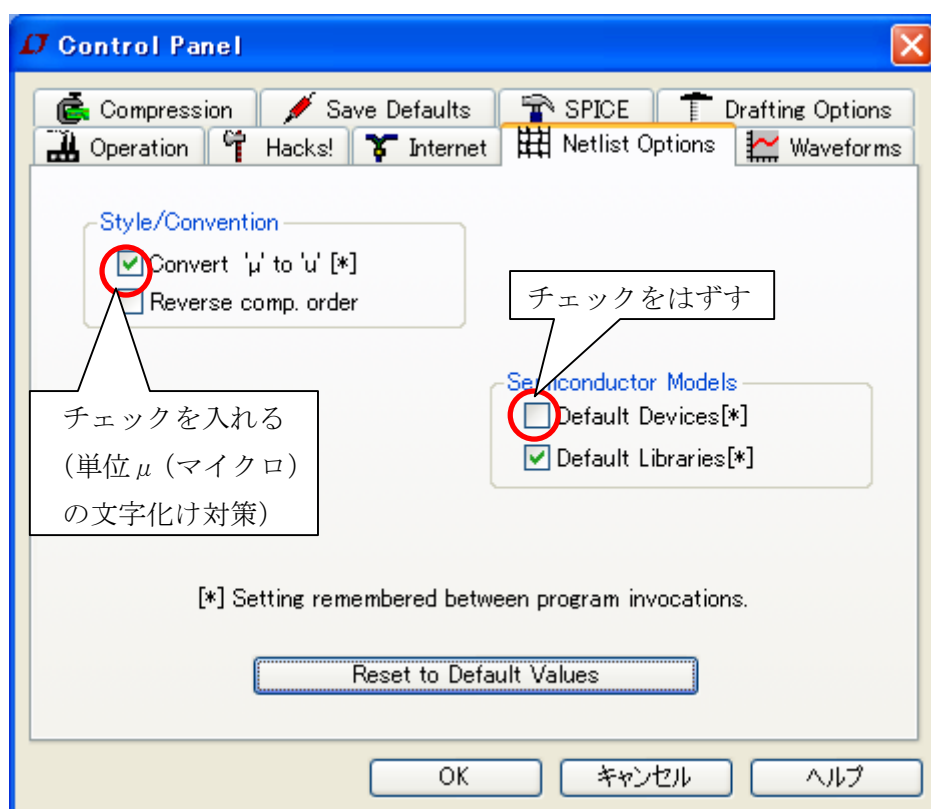 Control Panel
Compression
Save Defaults
SPICE
Drafting Options
Operation
Hacks!
Internet
Netlist Options
Waveforms
Style/Convention
Convert 'µ' to 'u' [*]
Reverse comp. order
チェックをはずす
Semiconductor Models
Default Devices[*]
Default Libraries[*]
チェックを入れる
(単位μ(マイクロ)
の文字化け対策)
[*] Setting remembered between program invocations.
Reset to Default Values
OK
キャンセル
ヘルプ